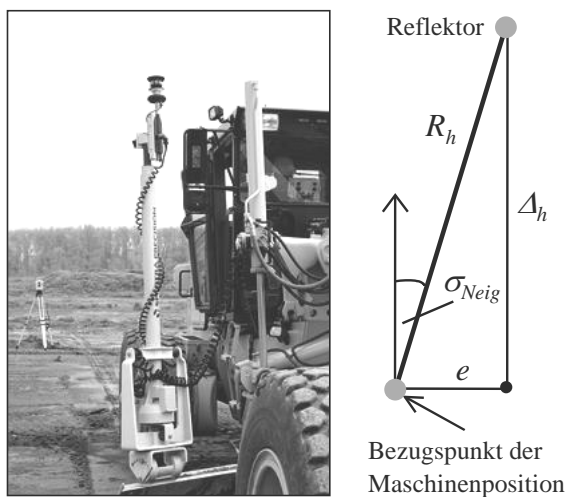 Reflektor
R_h
Δ_h
σ_Neig
e
Bezugspunkt der
Maschinenposition